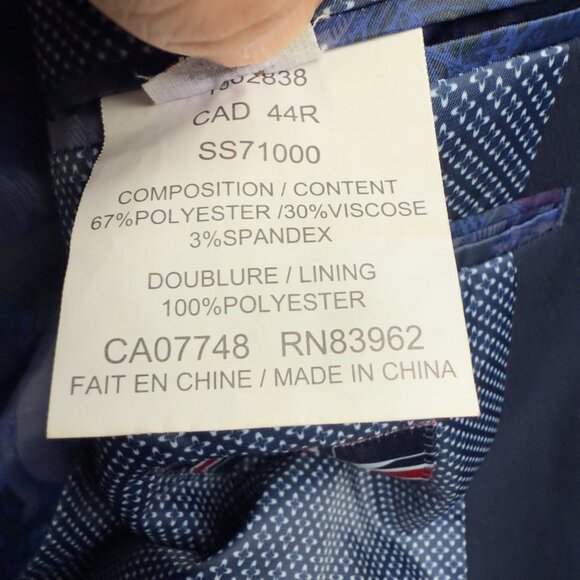 CAD 44R
SS71000
COMPOSITION / CONTENT
67%POLYESTER /30%VISCOSE
3%SPANDEX
DOUBLURE / LINING
100%POLYESTER
CA07748 RN83962
FAIT EN CHINE / MADE IN CHINA